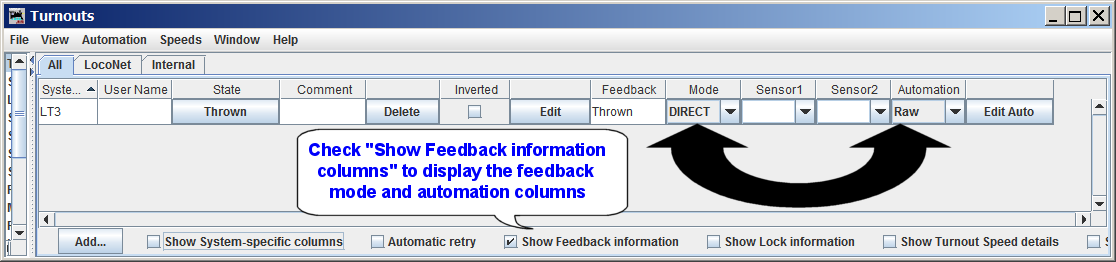 Turnouts
File View Automation Speeds Window Help
All LocoNet Internal
Syste... User Name State Comment Inverted Feedback Mode Sensor1 Sensor2 Automation
LT3 Thrown Delete Edit Thrown DIRECT Raw Edit Auto
Check "Show Feedback information
columns" to display the feedback
mode and automation columns
Add... Show System-specific columns Automatic retry Show Feedback information Show Lock information Show Turnout Speed details